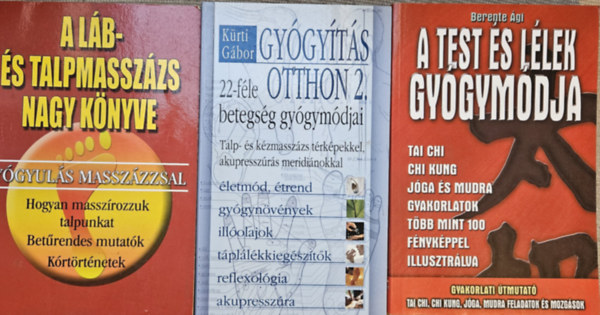 A LÁB-
ÉS TALPMASSZÁZS
NAGY KÖNYVE
YÓGYULÁS MASSZÁZZSAL
Hogyan masszírozzuk
talpunkat
Betűrendes mutatók
Kórtörténetek
Kürti
Gábor
GYÓGYÍTÁS
OTTHON 2.
22-féle
betegség gyógymódjai
Talp- és kézmasszázs térképekkel,
akupresszúrás meridiánokkal
életmód, étrend
gyógynövények
illóolajok
táplálékkiegészítők
reflexológia
akupresszúra
Berente Ági
A TEST ÉS LÉLEK
GYÓGYMÓDJA
TAI CHI
CHI KUNG
JÓGA ÉS MUDRA
GYAKORLATOK
TÖBB MINT 100
FÉNYKÉPPEL
ILLUSZTRÁLVA
GYAKORLATI ÚTMUTATÓ
TAI CHI, CHI KUNG, JÓGA, MUDRA FELADATOK ÉS MOZGÁSOK